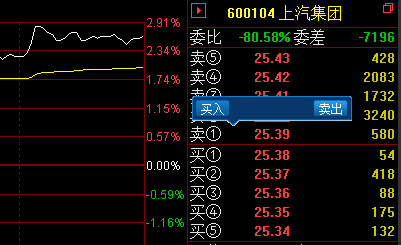 600104 上汽集团
委比 -80.58% 委差 -7196
卖⑤ 25.43 428
卖④ 25.42 2083
25.41 1732
买入 卖出
3240
卖① 25.39 580
买① 25.38 54
买② 25.37 418
买③ 25.36 88
买④ 25.35 175
买⑤ 25.34 132
2.91%
2.33%
1.74%
1.15%
0.57%
0.00%
-0.59%
-1.16%